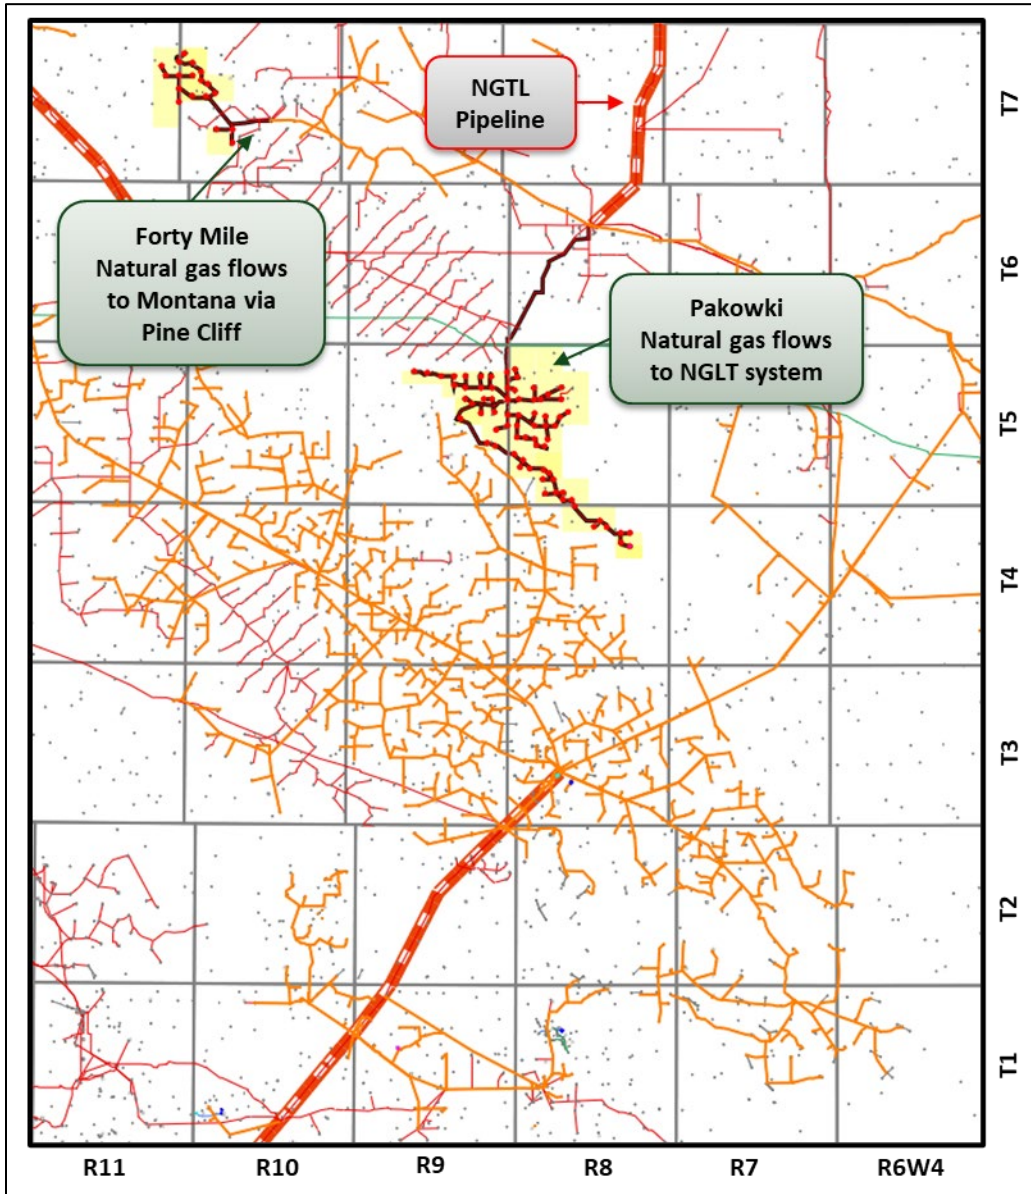 NGTL
Pipeline
T7
Forty Mile
Natural gas flows
to Montana via
Pine Cliff
T6
Pakowki
Natural gas flows
to NGLT system
T5
T4
T3
T2
T1
R11
R10
R9
R8
R7
R6W4